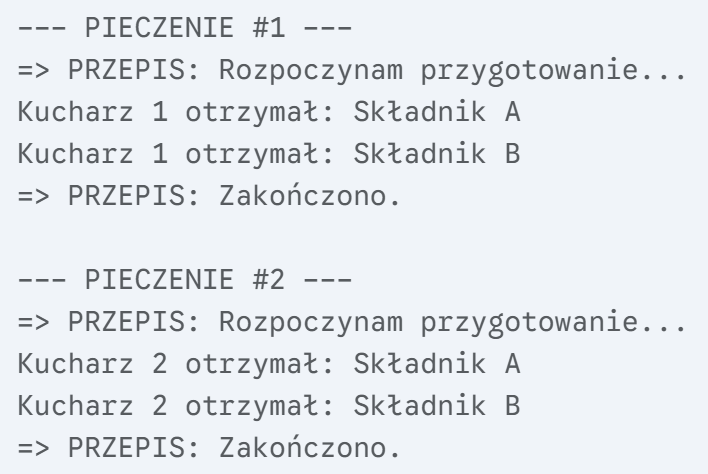 --- PIECZENIE #1 ---
=> PRZEPIS: Rozpoczynam przygotowanie...
Kucharz 1 otrzymał: Składnik A
Kucharz 1 otrzymał: Składnik B
=> PRZEPIS: Zakończono.

--- PIECZENIE #2 ---
=> PRZEPIS: Rozpoczynam przygotowanie...
Kucharz 2 otrzymał: Składnik A
Kucharz 2 otrzymał: Składnik B
=> PRZEPIS: Zakończono.